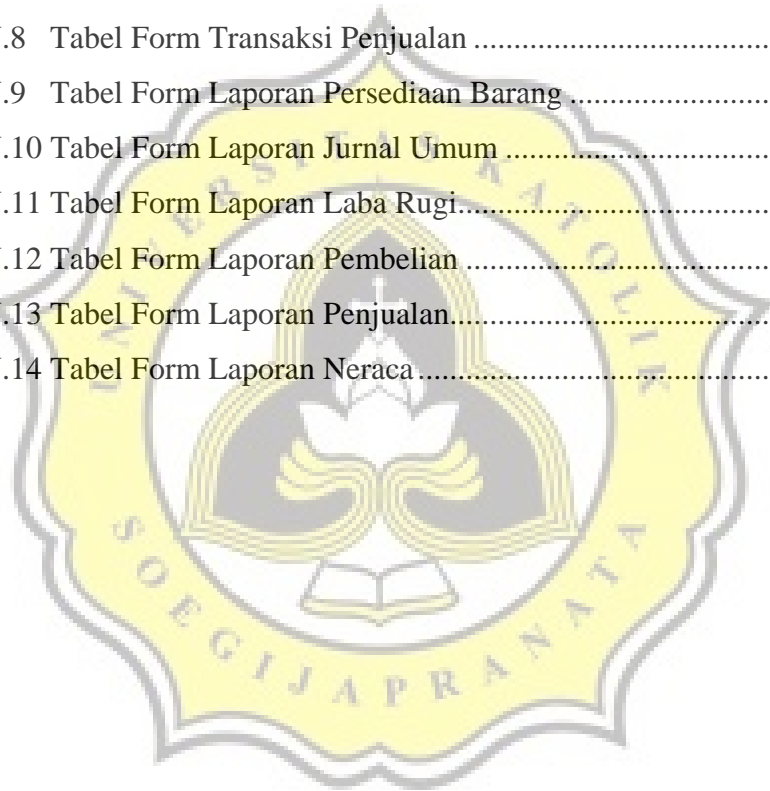 .8 Tabel Form Transaksi Penjualan ................................
.9 Tabel Form Laporan Persediaan Barang ......................
.10 Tabel Form Laporan Jurnal Umum .............................
.11 Tabel Form Laporan Laba Rugi..................................
.12 Tabel Form Laporan Pembelian .................................
.13 Tabel Form Laporan Penjualan...................................
.14 Tabel Form Laporan Neraca .......................................
UNIVERSITAS KATOLIK
SOEGIJAPRANATA